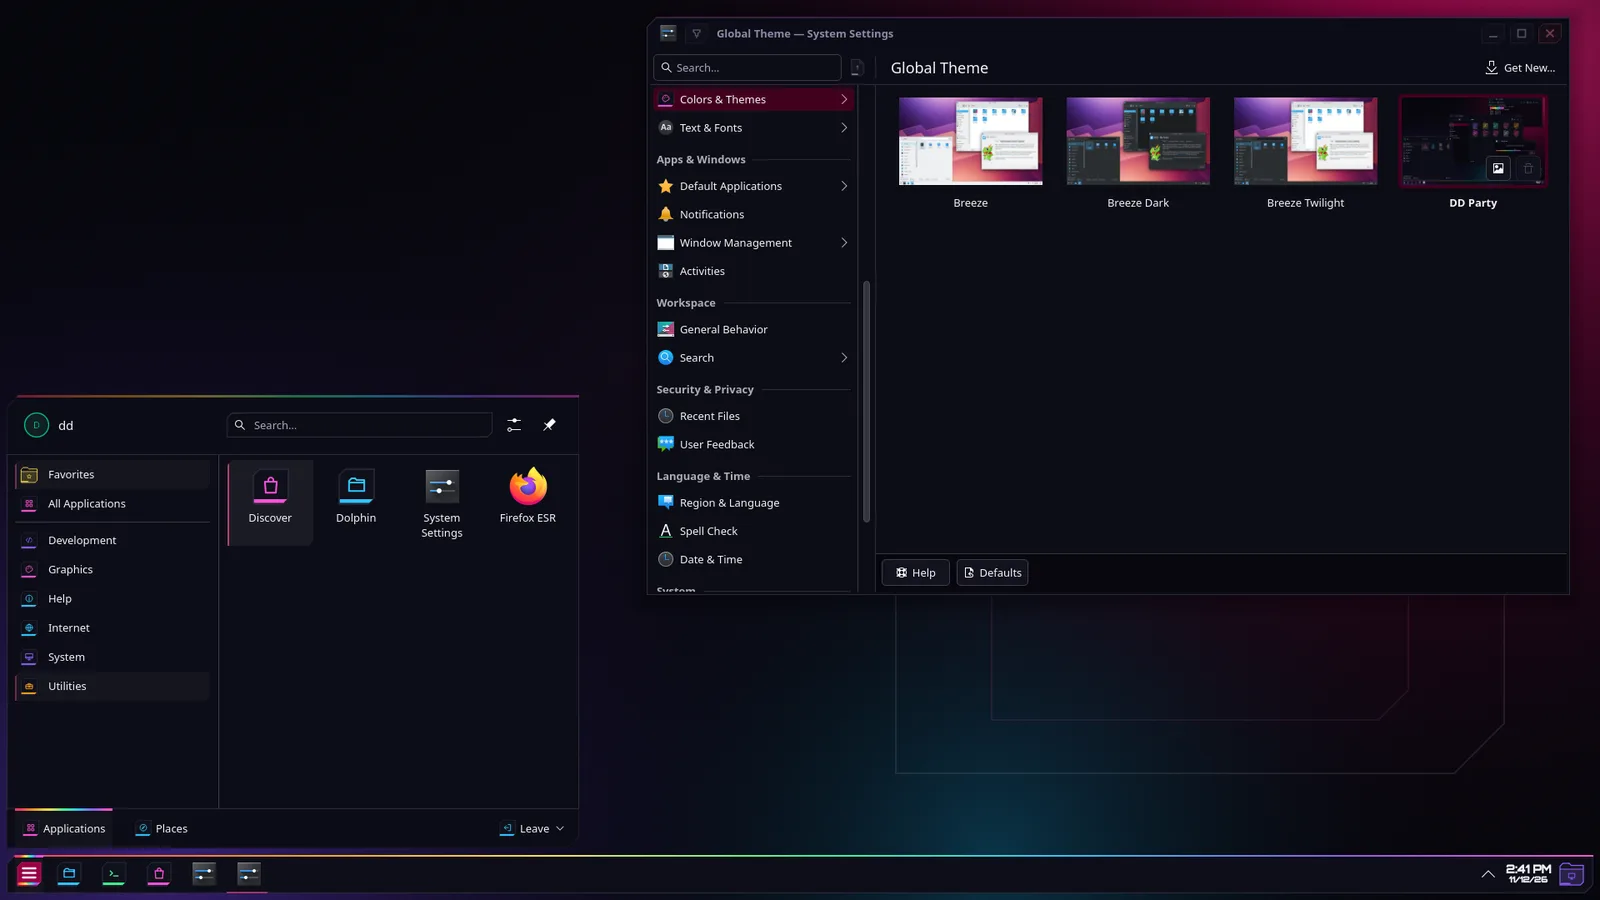 Global Theme — System Settings
Search...
Global Theme
Get New...
Colors & Themes
Text & Fonts
Apps & Windows
Default Applications
Notifications
Window Management
Activities
Workspace
General Behavior
Search
Security & Privacy
Recent Files
User Feedback
Language & Time
Region & Language
Spell Check
Date & Time
System
Breeze
Breeze Dark
Breeze Twilight
DD Party
Help
Defaults
D
dd
Search...
Favorites
All Applications
Development
Graphics
Help
Internet
System
Utilities
Discover
Dolphin
System
Settings
Firefox ESR
Applications
Places
Leave
2:41 PM